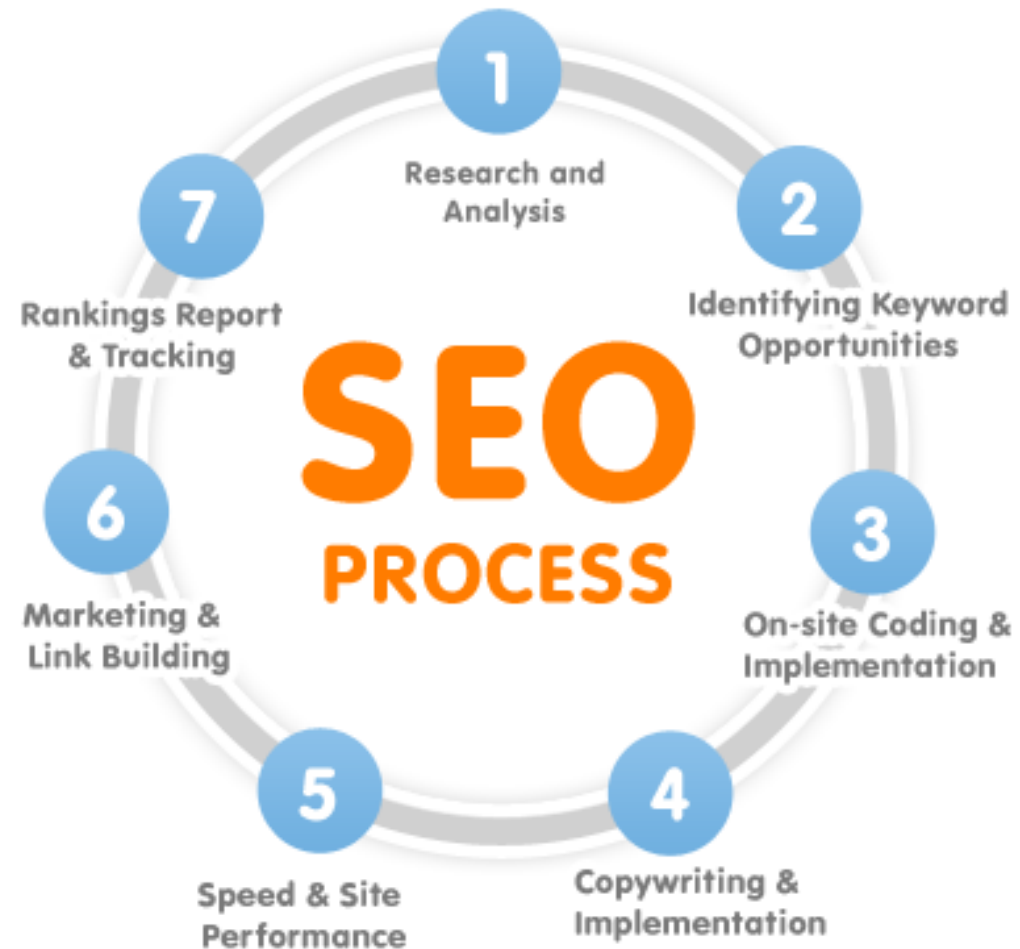 1
Research and
Analysis
2
Identifying Keyword
Opportunities
3
On-site Coding &
Implementation
4
Copywriting &
Implementation
5
Speed & Site
Performance
6
Marketing &
Link Building
7
Rankings Report
& Tracking
SEO
PROCESS